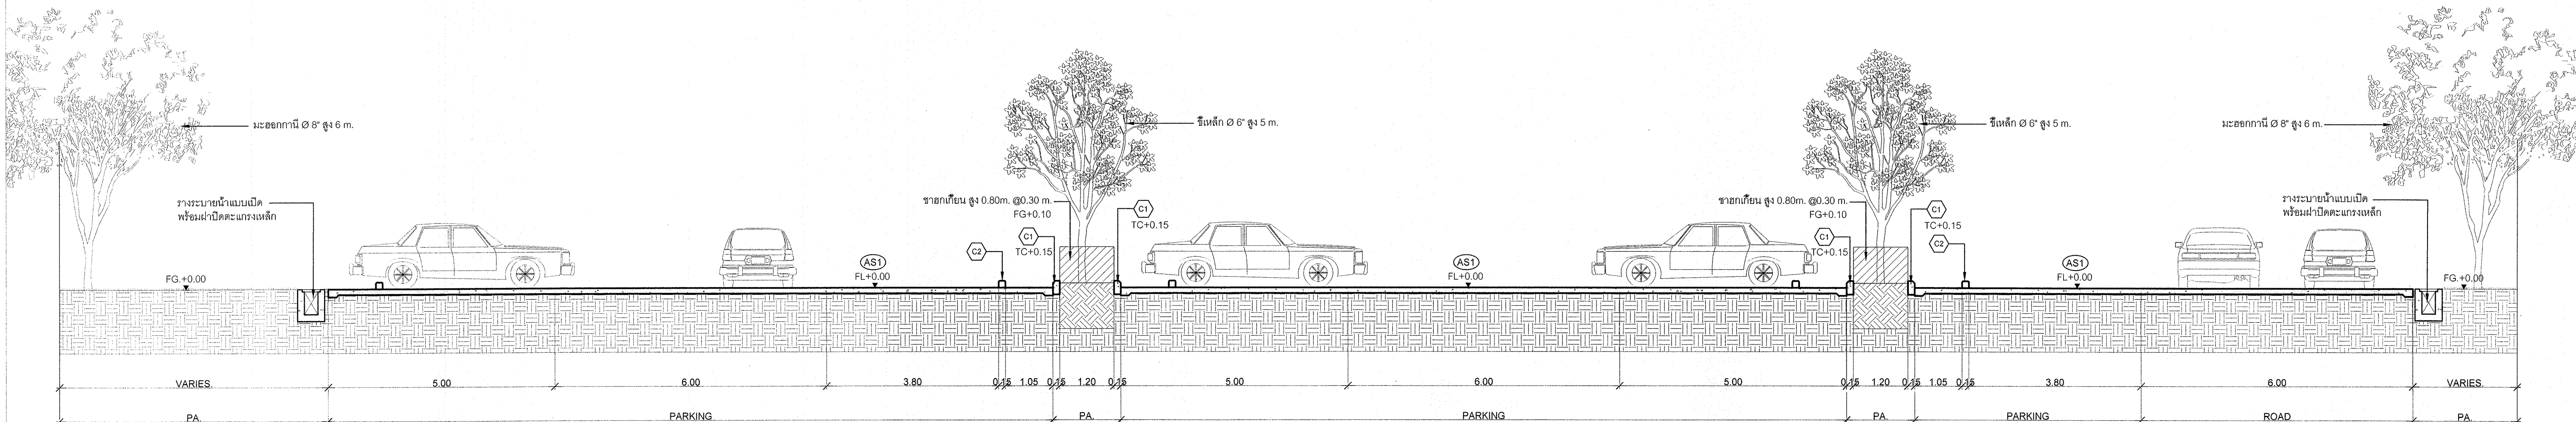 มะฮอกกานี Ø 8" สูง 6 m.
ขี้เหล็ก Ø 6" สูง 5 m.
ขี้เหล็ก Ø 6" สูง 5 m.
มะฮอกกานี Ø 8" สูง 6 m.
รางระบายน้ำแบบเปิด
พร้อมฝาปิดตะแกรงเหล็ก
ชาฮกเกี้ยน สูง 0.80m. @0.30 m.
FG+0.10
C1
TC+0.15
C1
TC+0.15
C2
ชาฮกเกี้ยน สูง 0.80m. @0.30 m.
FG+0.10
C1
TC+0.15
C1
TC+0.15
C2
รางระบายน้ำแบบเปิด
พร้อมฝาปิดตะแกรงเหล็ก
FG.+0.00
AS1
FL+0.00
AS1
FL+0.00
AS1
FL+0.00
FG.+0.00
VARIES. 5.00 6.00 3.80 0.15 1.05 0.15 1.20 0.15 5.00 6.00 5.00 0.15 1.20 0.15 1.05 0.15 3.80 6.00 VARIES.
PA. PARKING PA. PARKING PA. PARKING ROAD PA.